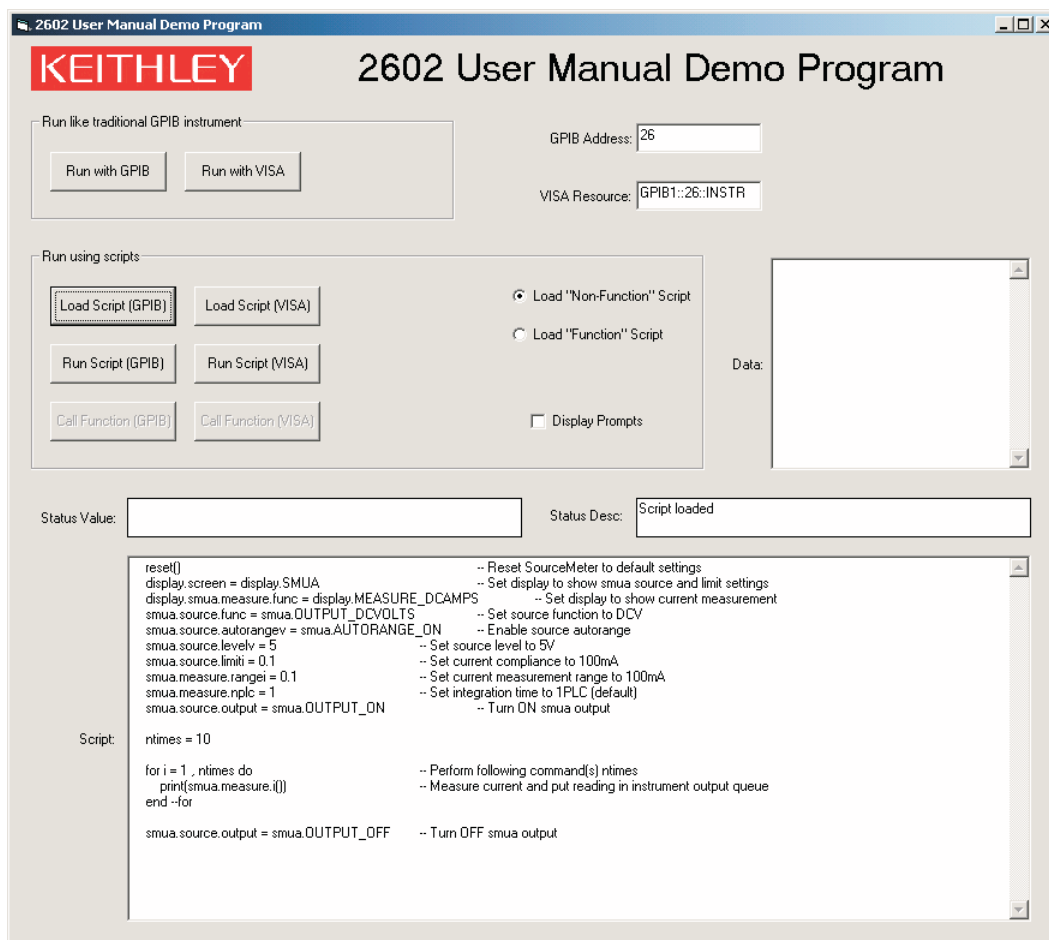 2602 User Manual Demo Program
KEITHLEY
2602 User Manual Demo Program
Run like traditional GPIB instrument
Run with GPIB
Run with VISA
GPIB Address: 26
VISA Resource: GPIB1::26::INSTR
Run using scripts
Load Script (GPIB)
Load Script (VISA)
Load "Non-Function" Script
Load "Function" Script
Run Script (GPIB)
Run Script (VISA)
Call Function (GPIB)
Call Function (VISA)
Display Prompts
Data:
Status Value:
Status Desc: Script loaded
Script:
reset() -- Reset SourceMeter to default settings
display.screen = display.SMUA -- Set display to show smua source and limit settings
display.smua.measure.func = display.MEASURE_DCAMPS -- Set display to show current measurement
smua.source.func = smua.OUTPUT_DCVOLTS -- Set source function to DCV
smua.source.autorangev = smua.AUTORANGE_ON -- Enable source autorange
smua.source.levelv = 5 -- Set source level to 5V
smua.source.limiti = 0.1 -- Set current compliance to 100mA
smua.measure.rangei = 0.1 -- Set current measurement range to 100mA
smua.measure.nplc = 1 -- Set integration time to 1PLC (default)
smua.source.output = smua.OUTPUT_ON -- Turn ON smua output
ntimes = 10
for i = 1 , ntimes do -- Perform following command(s) ntimes
print(smua.measure.i()) -- Measure current and put reading in instrument output queue
end --for
smua.source.output = smua.OUTPUT_OFF -- Turn OFF smua output